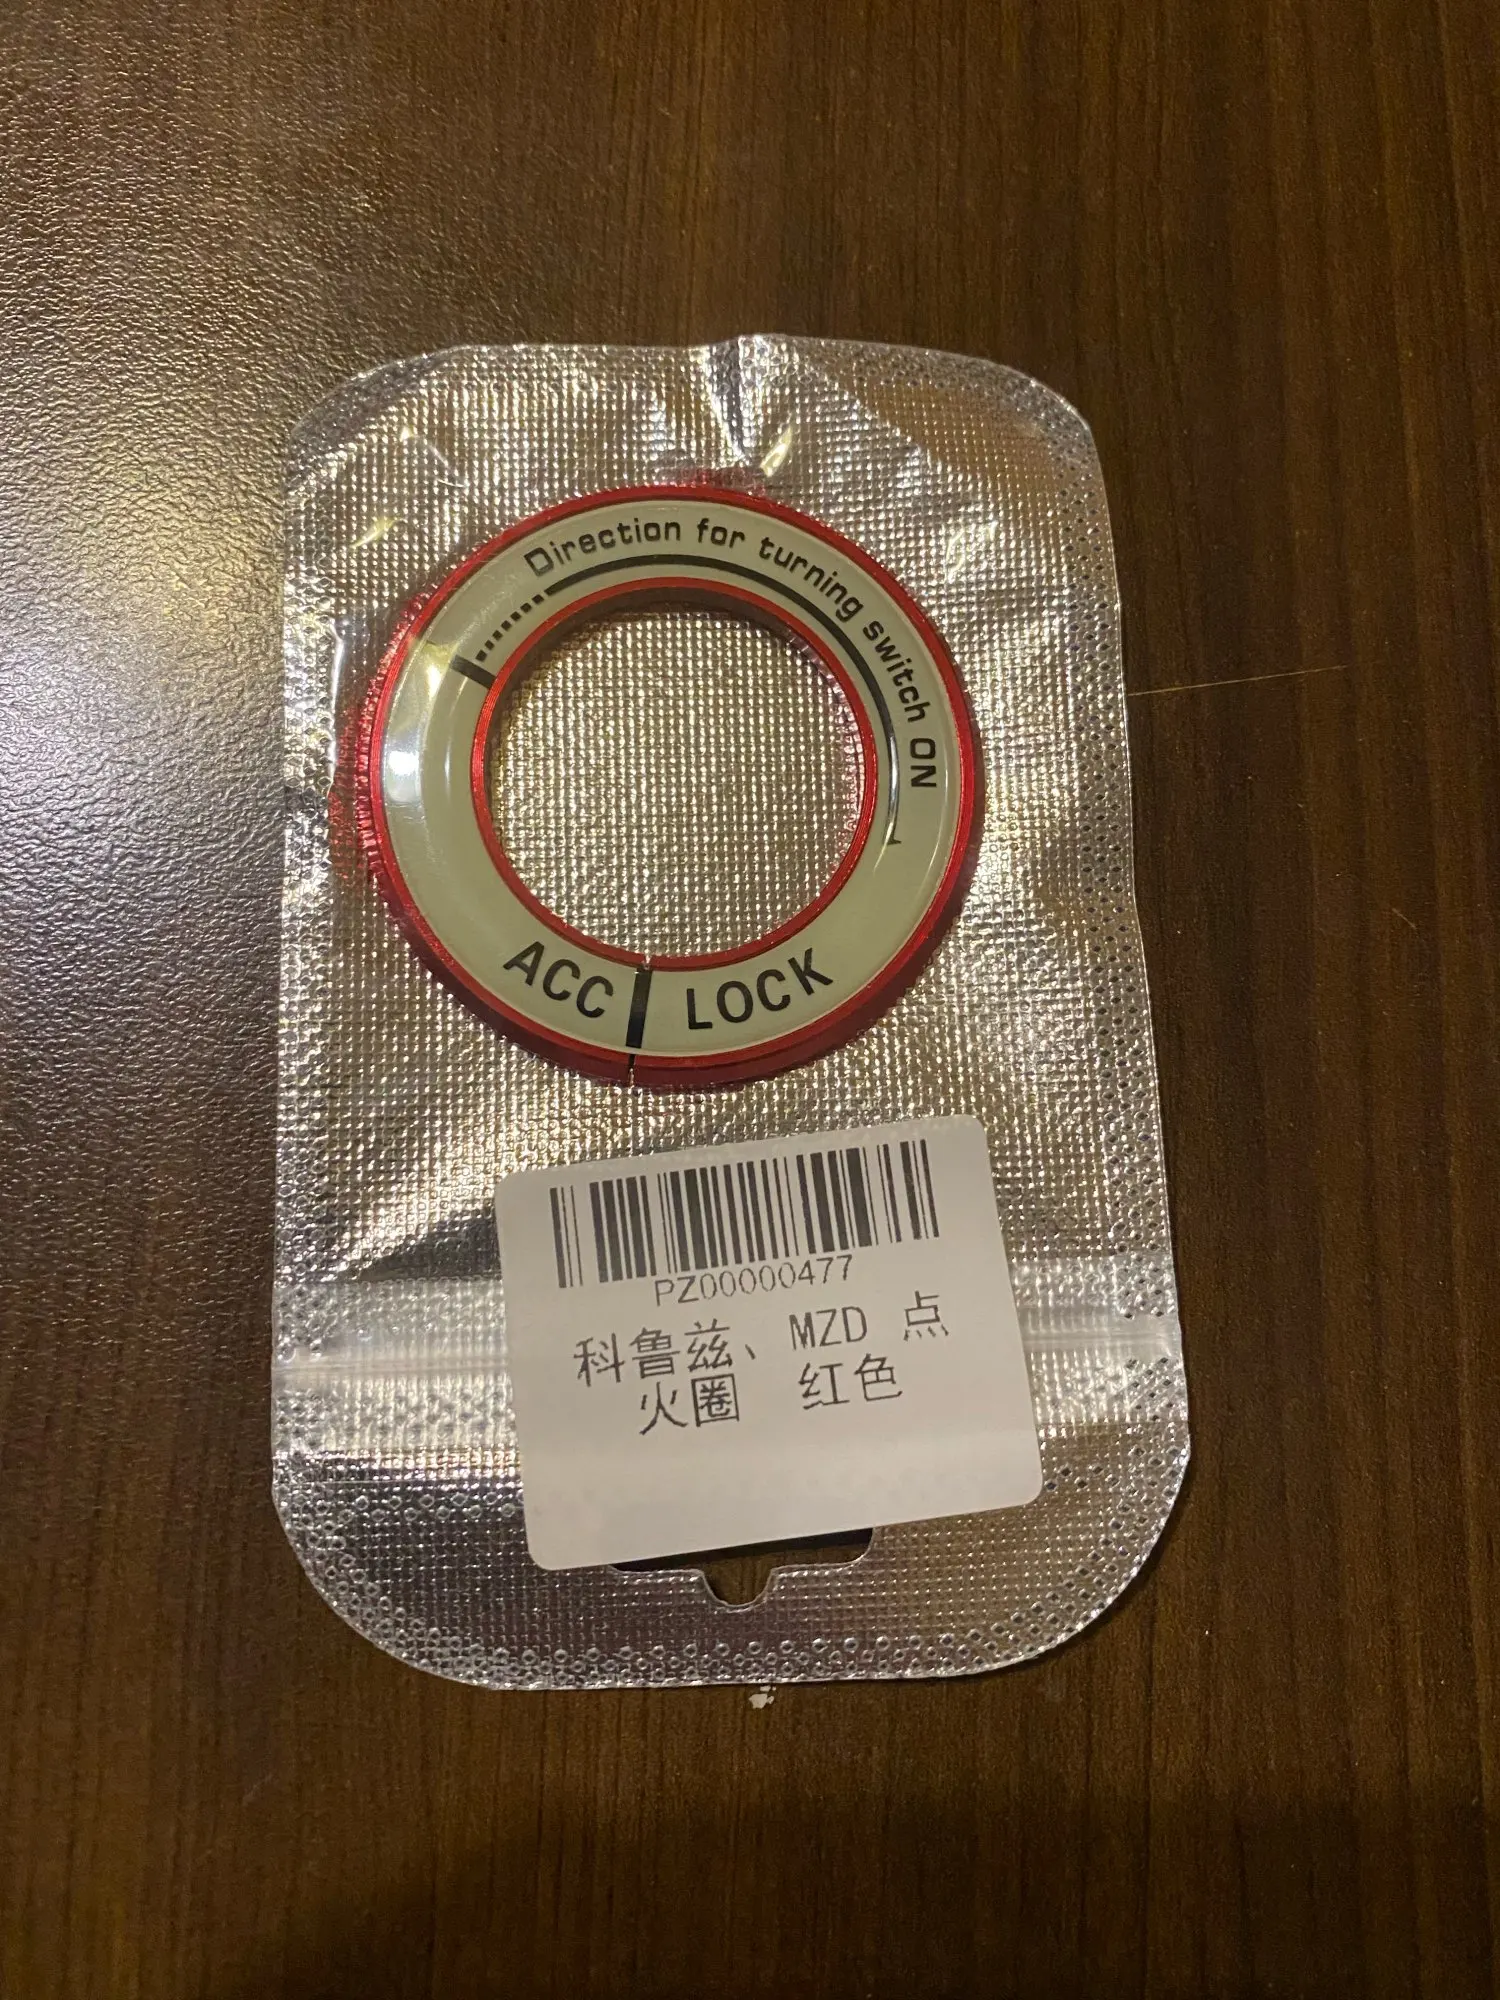 Direction for turning switch ON
ACC
LOCK
PZ00000477
科鲁兹、MZD 点
火圈 红色